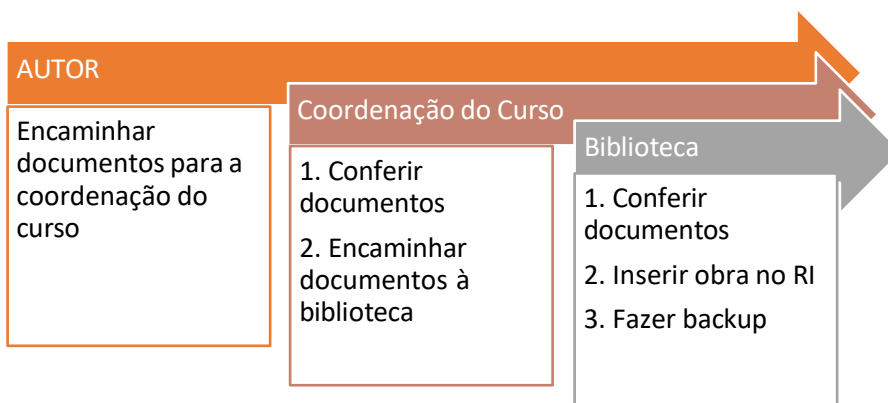 AUTOR
Encaminhar
documentos para a
coordenação do
curso
Coordenação do Curso
1. Conferir
documentos
2. Encaminhar
documentos à
biblioteca
Biblioteca
1. Conferir
documentos
2. Inserir obra no RI
3. Fazer backup